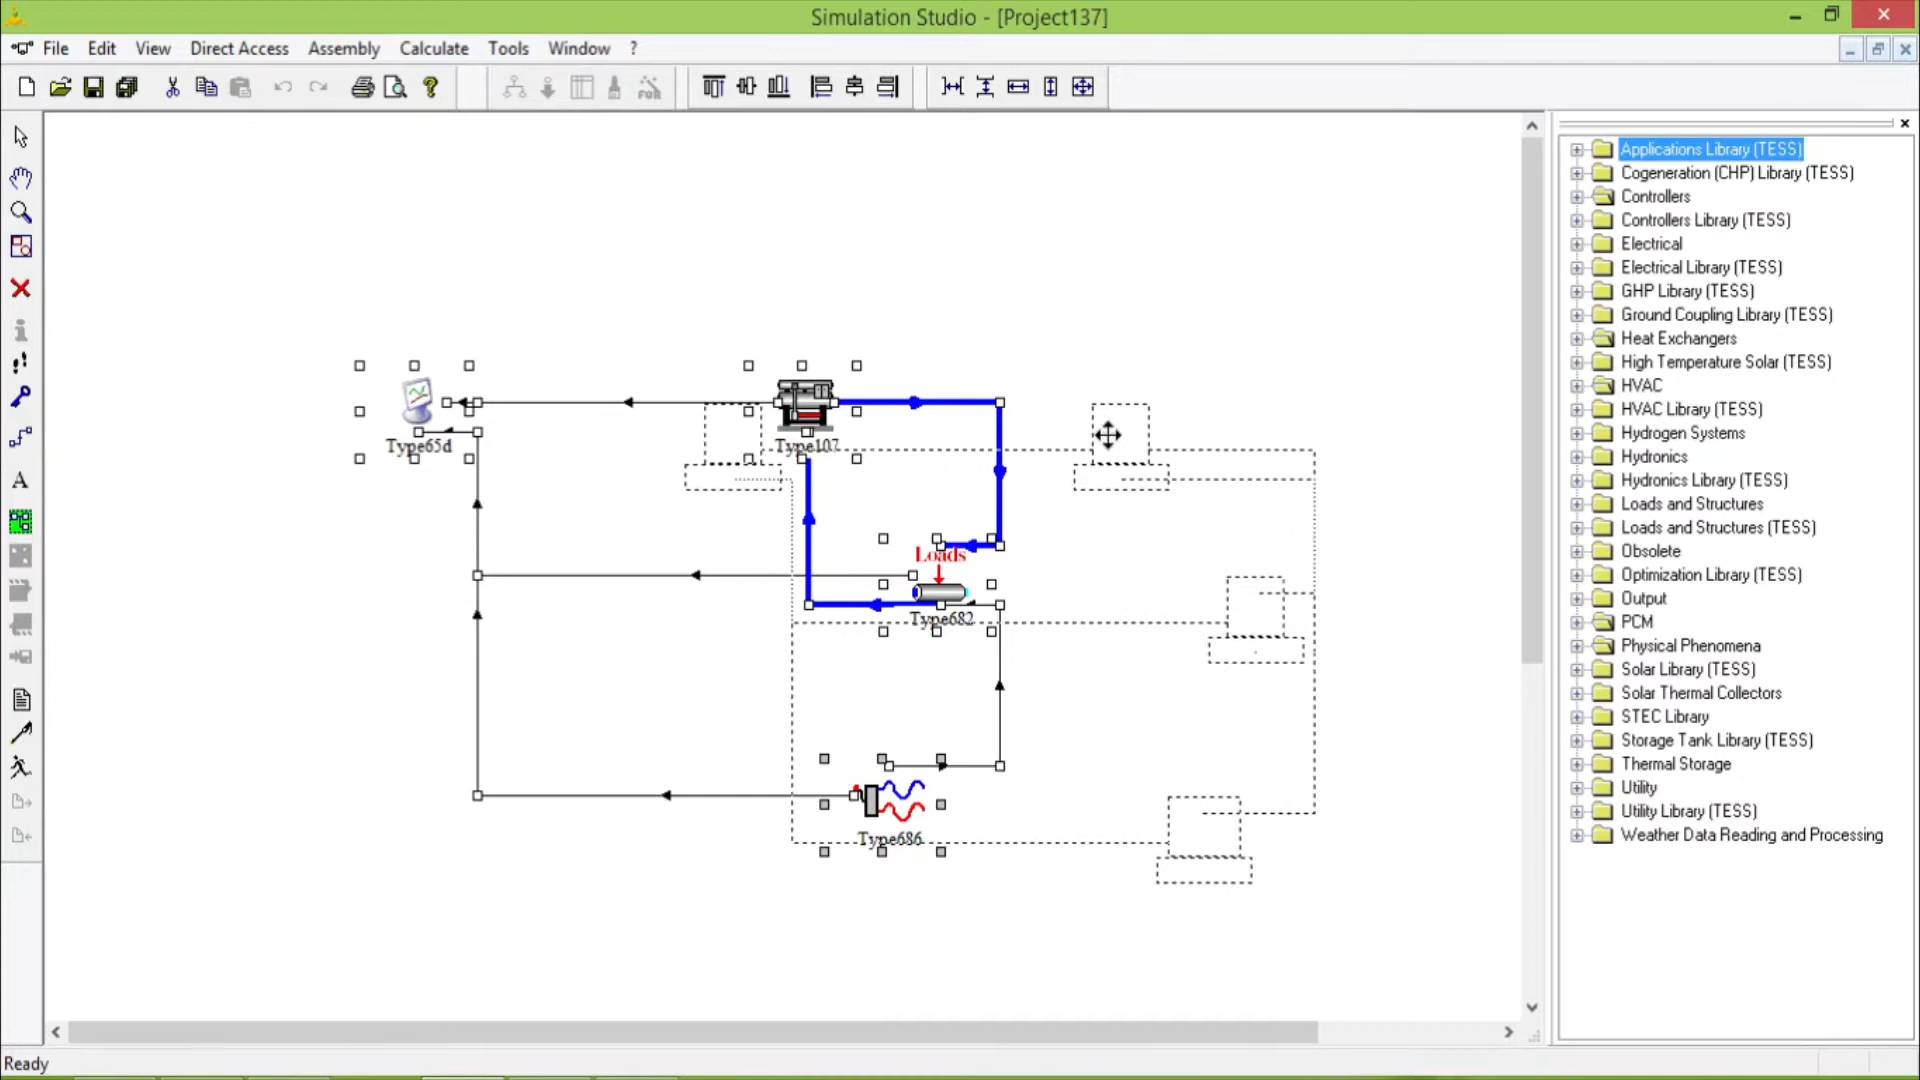 Simulation Studio - [Project137]
File Edit View Direct Access Assembly Calculate Tools Window ?
FOR
A
Applications Library (TESS)
Cogeneration (CHP) Library (TESS)
Controllers
Controllers Library (TESS)
Electrical
Electrical Library (TESS)
GHP Library (TESS)
Ground Coupling Library (TESS)
Heat Exchangers
High Temperature Solar (TESS)
HVAC
HVAC Library (TESS)
Hydrogen Systems
Hydronics
Hydronics Library (TESS)
Loads and Structures
Loads and Structures (TESS)
Obsolete
Optimization Library (TESS)
Output
PCM
Physical Phenomena
Solar Library (TESS)
Solar Thermal Collectors
STEC Library
Storage Tank Library (TESS)
Thermal Storage
Utility
Utility Library (TESS)
Weather Data Reading and Processing
Type65d
Type107
Loads
Type682
Type686
Ready